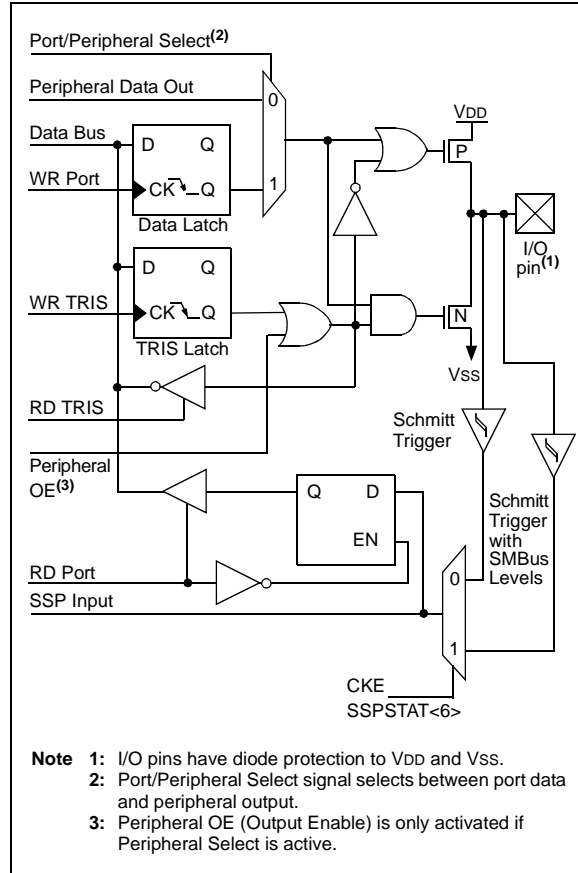 Port/Peripheral Select(2)
Peripheral Data Out
0
VDD
Data Bus
D Q
P
WR Port
CK Q
1
Data Latch
I/O
pin(1)
D Q
WR TRIS
CK Q
N
TRIS Latch
VSS
RD TRIS
Schmitt
Trigger
Peripheral
OE(3)
Q D
EN
Schmitt
Trigger
with
SMBus
Levels
RD Port
0
SSP Input
1
CKE
SSPSTAT<6>
Note 1: I/O pins have diode protection to VDD and VSS.
2: Port/Peripheral Select signal selects between port data
and peripheral output.
3: Peripheral OE (Output Enable) is only activated if
Peripheral Select is active.